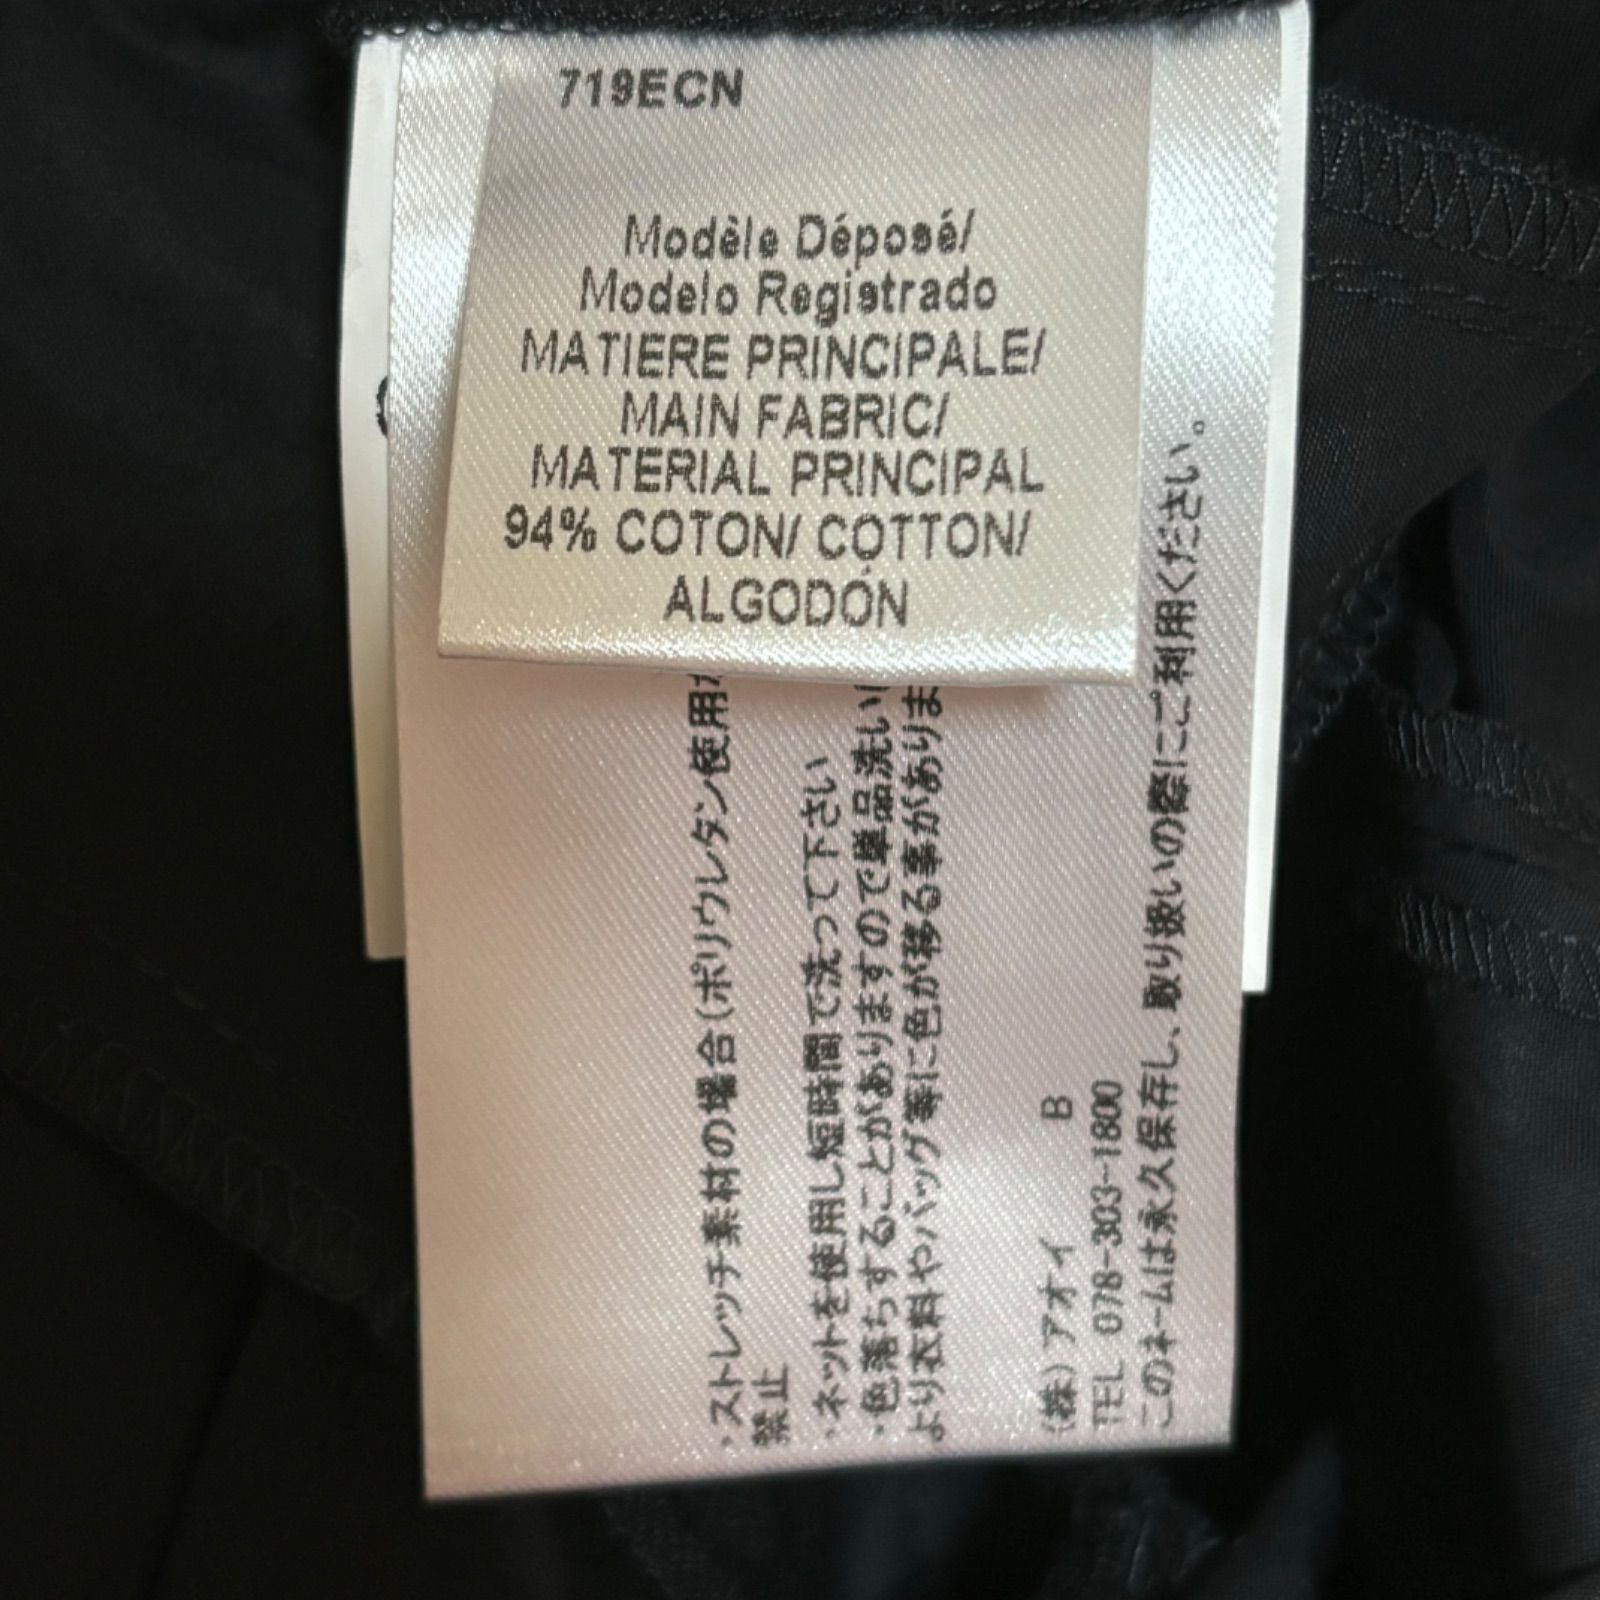 719ECN
Modèle Déposé/
Modelo Registrado
MATIERE PRINCIPALE/
MAIN FABRIC/
MATERIAL PRINCIPAL
94% COTON/ COTTON/
ALGODÓN
・ストレッチ素材の場合(ポリウレタン使用
禁止
・ネットを使用し短時間で洗って下さい
・色落ちすることがありますので単品洗い
より衣料やバッグ等に色が移る事がありま
(株)アオイ B
TEL 078-303-1800
このネームは永久保存し、取り扱いの際にご利用ください。